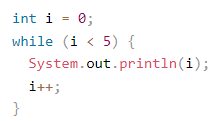 int i = 0;
while (i < 5) {
  System.out.println(i);
  i++;
}